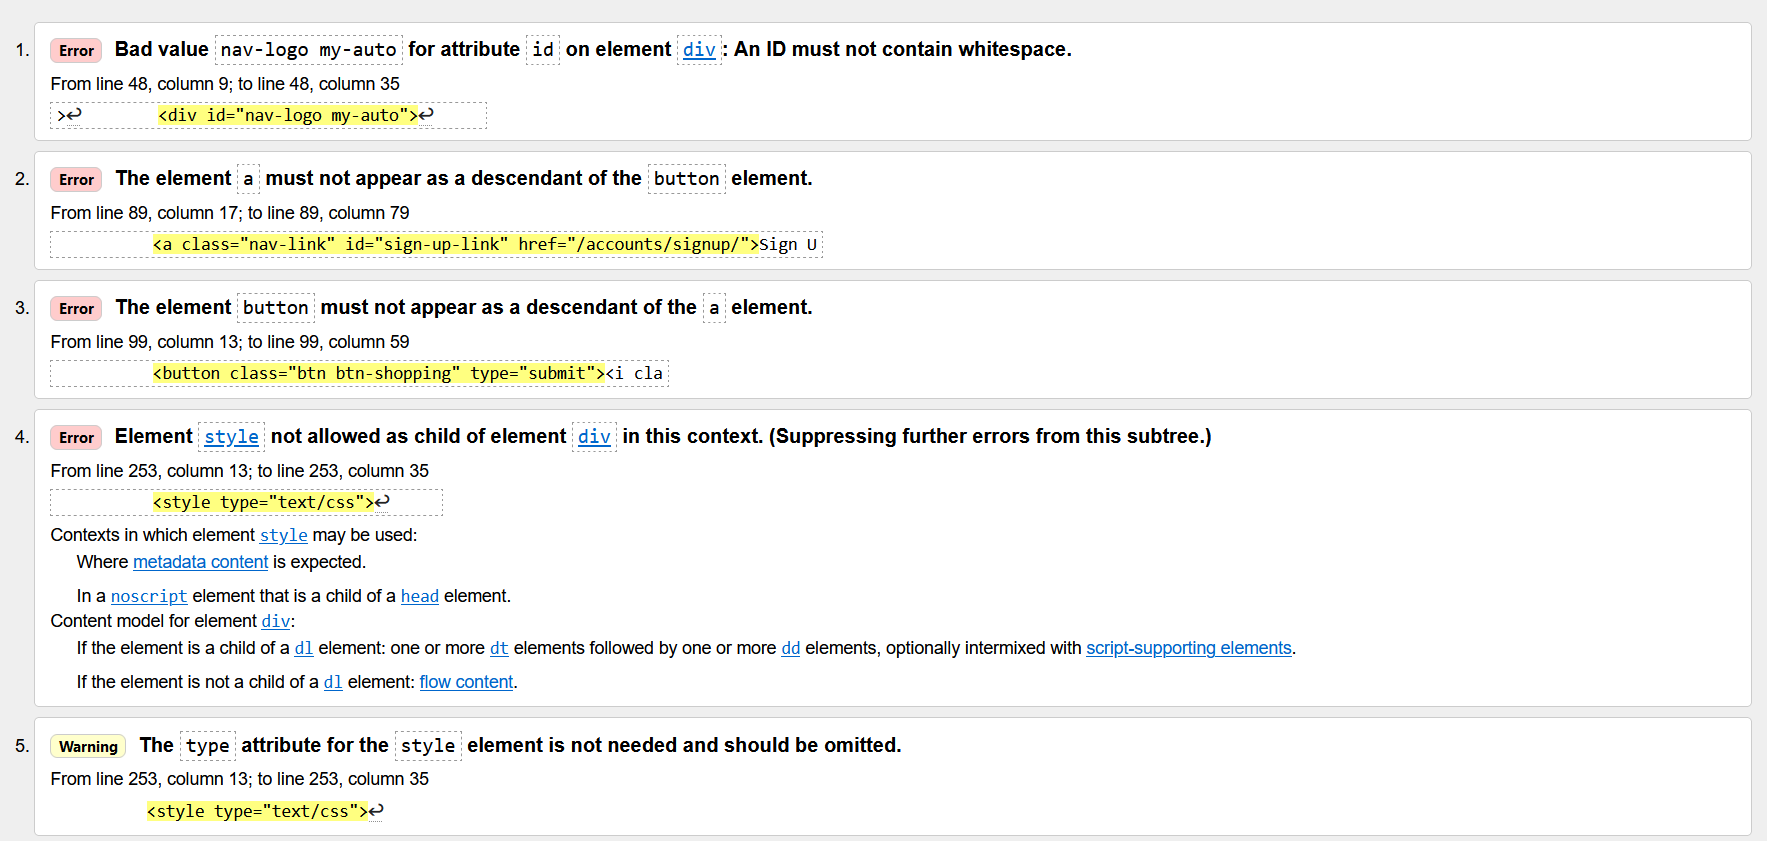 1. Error Bad value nav-logo my-auto for attribute id on element div: An ID must not contain whitespace.
From line 48, column 9; to line 48, column 35
>↩        <div id="nav-logo my-auto">↩
2. Error The element a must not appear as a descendant of the button element.
From line 89, column 17; to line 89, column 79
<a class="nav-link" id="sign-up-link" href="/accounts/signup/">Sign U
3. Error The element button must not appear as a descendant of the a element.
From line 99, column 13; to line 99, column 59
<button class="btn btn-shopping" type="submit"><i cla
4. Error Element style not allowed as child of element div in this context. (Suppressing further errors from this subtree.)
From line 253, column 13; to line 253, column 35
<style type="text/css">↩
Contexts in which element style may be used:
Where metadata content is expected.
In a noscript element that is a child of a head element.
Content model for element div:
If the element is a child of a dl element: one or more dt elements followed by one or more dd elements, optionally intermixed with script-supporting elements.
If the element is not a child of a dl element: flow content.
5. Warning The type attribute for the style element is not needed and should be omitted.
From line 253, column 13; to line 253, column 35
<style type="text/css">↩